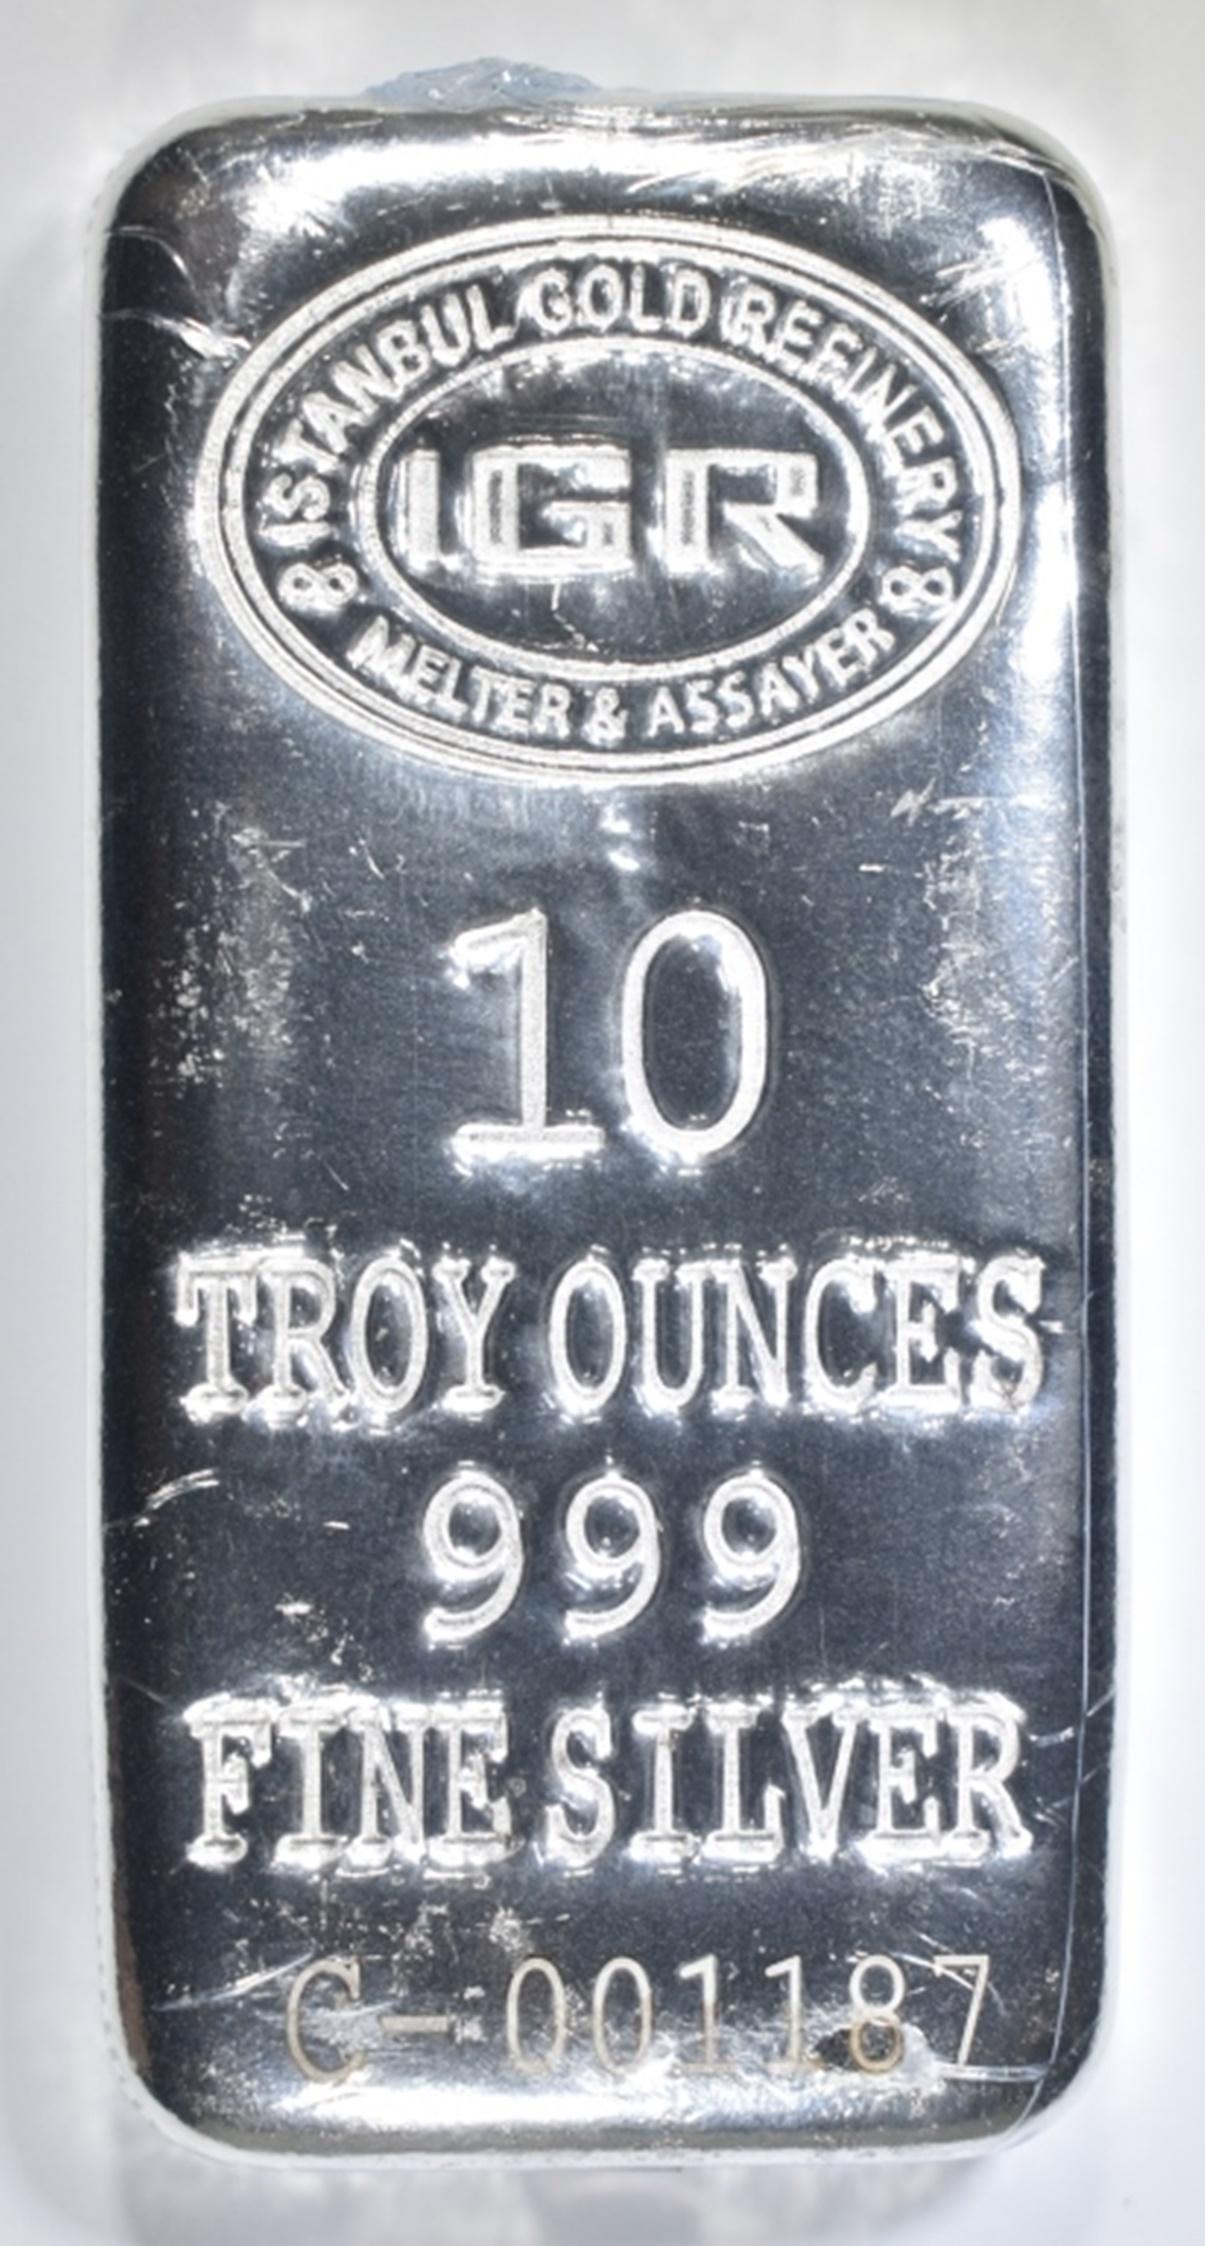 ISTANBUL GOLD REFINERY
IGR
& MELTER & ASSAYER &
10
TROY OUNCES
999
FINE SILVER
C-001187